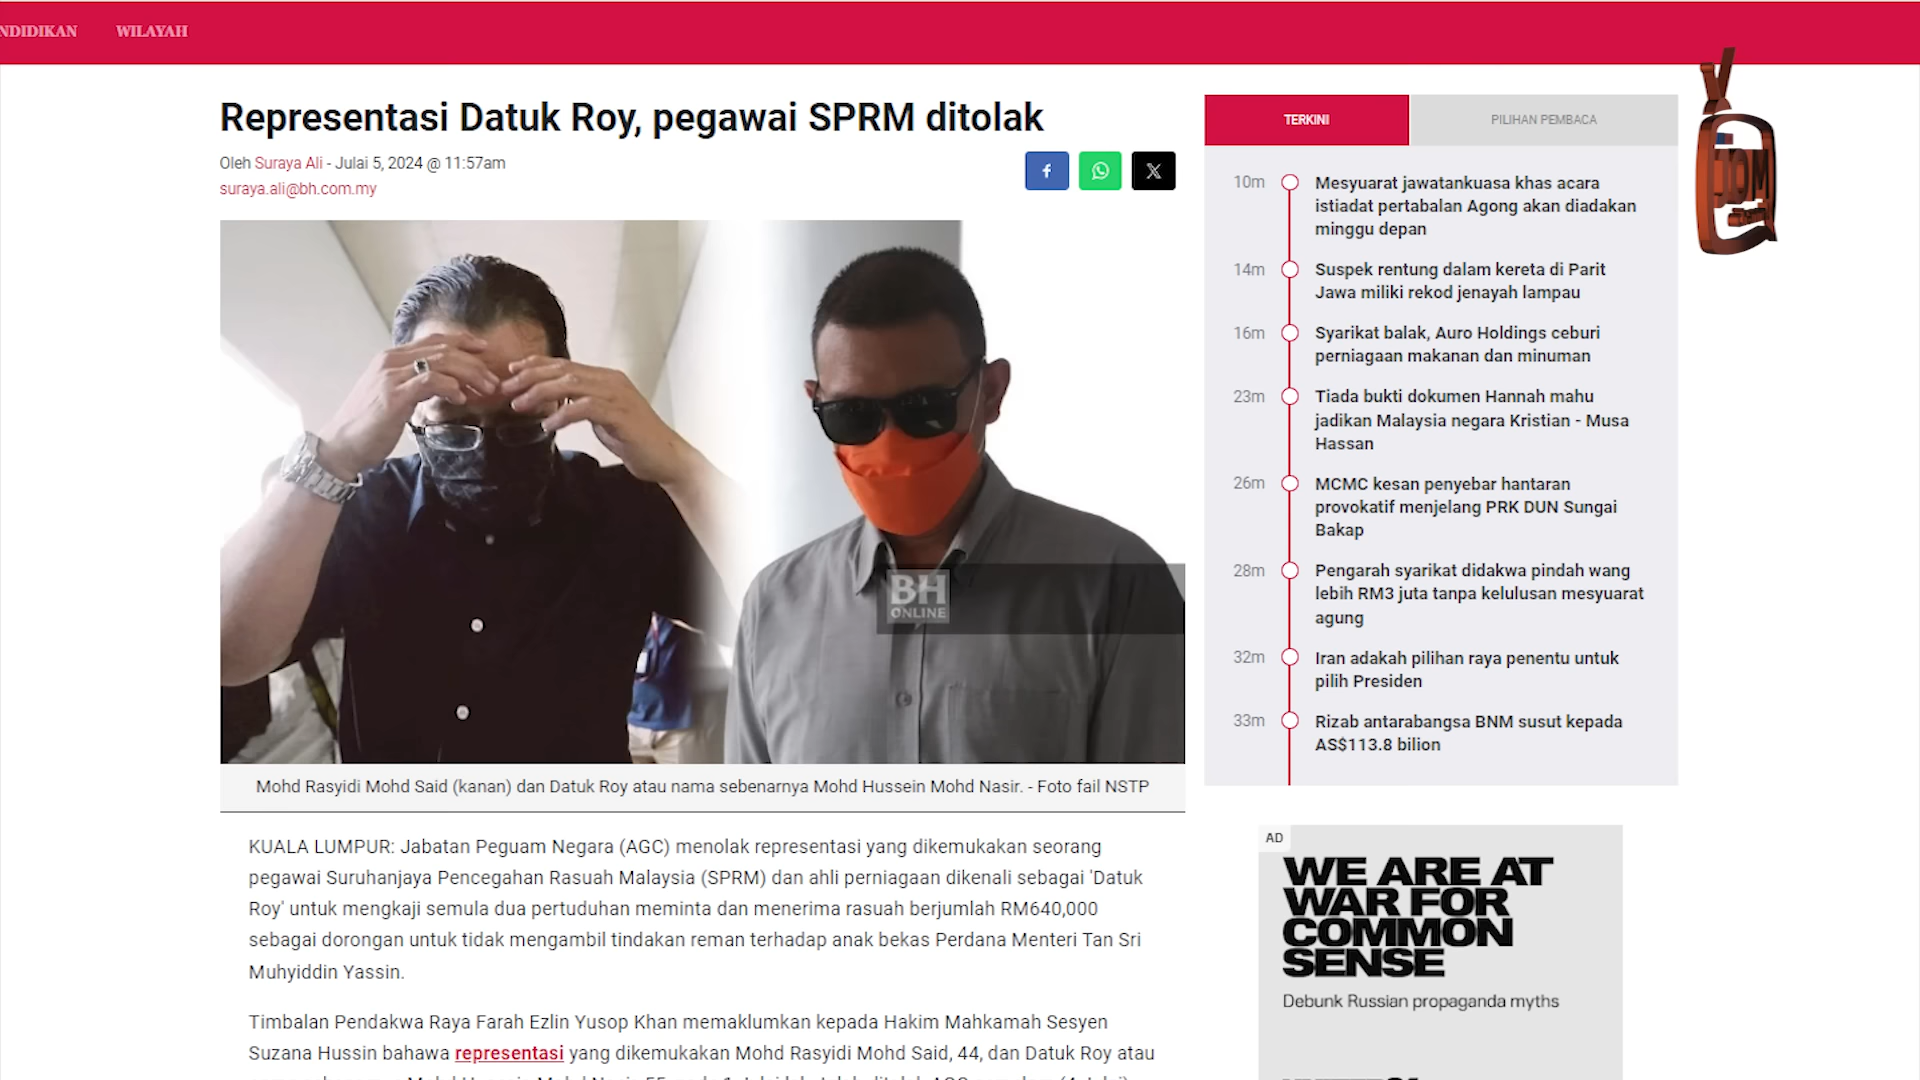 WILAYAH
Representasi Datuk Roy, pegawai SPRM ditolak
Oleh Suraya Ali - Julai 5, 2024 @ 11:57am
suraya.ali@bh.com.my
BH
ONLINE
Mohd Rasyidi Mohd Said (kanan) dan Datuk Roy atau nama sebenarnya Mohd Hussein Mohd Nasir. - Foto fail NSTP
KUALA LUMPUR: Jabatan Peguam Negara (AGC) menolak representasi yang dikemukakan seorang
pegawai Suruhanjaya Pencegahan Rasuah Malaysia (SPRM) dan ahli perniagaan dikenali sebagai 'Datuk
Roy' untuk mengkaji semula dua pertuduhan meminta dan menerima rasuah berjumlah RM640,000
sebagai dorongan untuk tidak mengambil tindakan reman terhadap anak bekas Perdana Menteri Tan Sri
Muhyiddin Yassin.
Timbalan Pendakwa Raya Farah Ezlin Yusop Khan memaklumkan kepada Hakim Mahkamah Sesyen
Suzana Hussin bahawa representasi yang dikemukakan Mohd Rasyidi Mohd Said, 44, dan Datuk Roy atau
TERKINI
PILIHAN PEMBACA
10m
Mesyuarat jawatankuasa khas acara
istiadat pertabalan Agong akan diadakan
minggu depan
14m
Suspek rentung dalam kereta di Parit
Jawa miliki rekod jenayah lampau
16m
Syarikat balak, Auro Holdings ceburi
perniagaan makanan dan minuman
23m
Tiada bukti dokumen Hannah mahu
jadikan Malaysia negara Kristian - Musa
Hassan
26m
MCMC kesan penyebar hantaran
provokatif menjelang PRK DUN Sungai
Bakap
28m
Pengarah syarikat didakwa pindah wang
lebih RM3 juta tanpa kelulusan mesyuarat
agung
32m
Iran adakah pilihan raya penentu untuk
pilih Presiden
33m
Rizab antarabangsa BNM susut kepada
AS$113.8 bilion
AD
WE ARE AT
WAR FOR
COMMON
SENSE
Debunk Russian propaganda myths